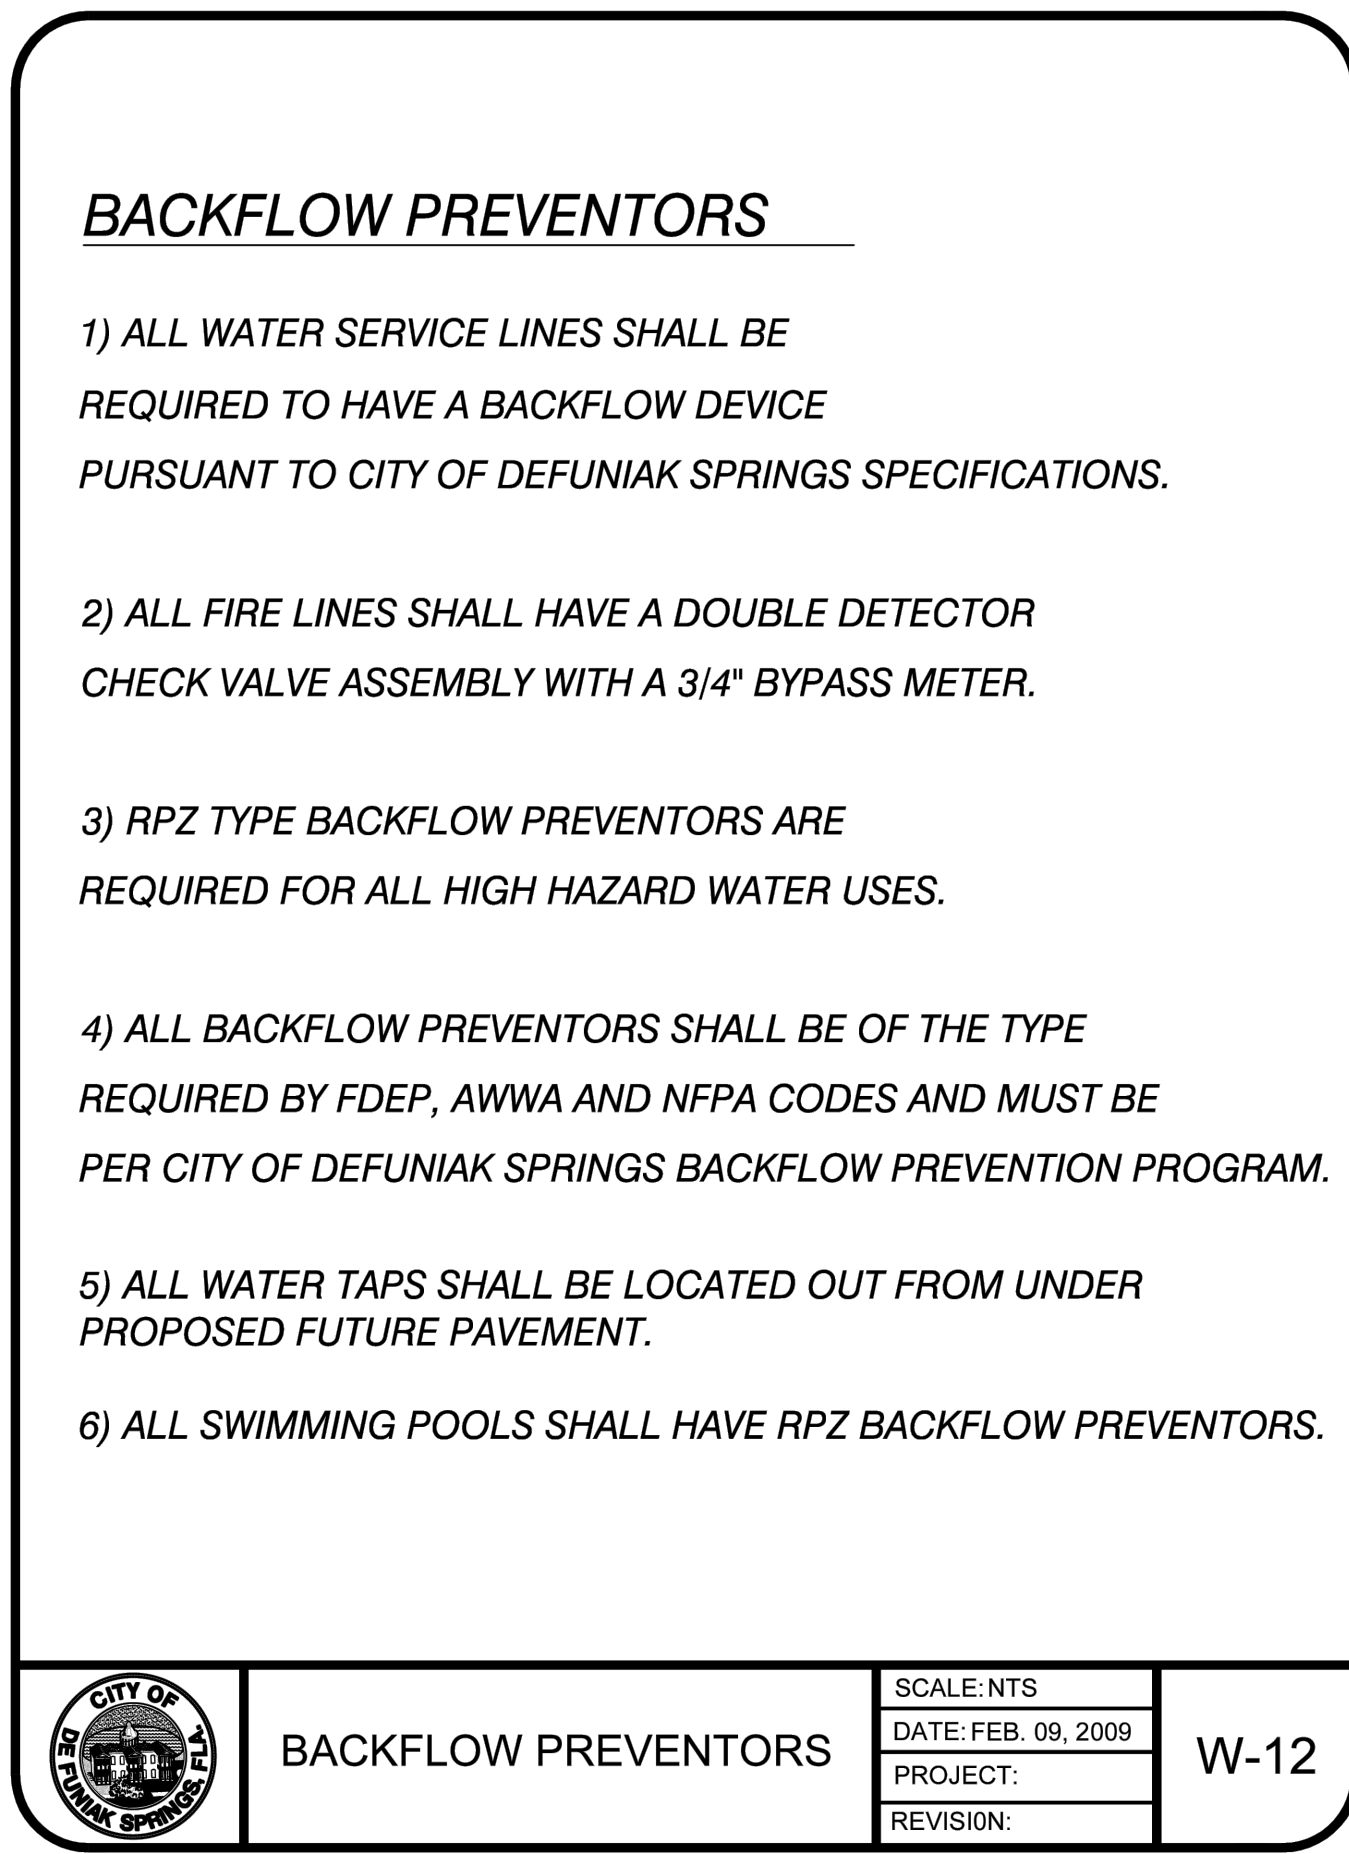 BACKFLOW PREVENTORS
1) ALL WATER SERVICE LINES SHALL BE
REQUIRED TO HAVE A BACKFLOW DEVICE
PURSUANT TO CITY OF DEFUNIAK SPRINGS SPECIFICATIONS.
2) ALL FIRE LINES SHALL HAVE A DOUBLE DETECTOR
CHECK VALVE ASSEMBLY WITH A 3/4" BYPASS METER.
3) RPZ TYPE BACKFLOW PREVENTORS ARE
REQUIRED FOR ALL HIGH HAZARD WATER USES.
4) ALL BACKFLOW PREVENTORS SHALL BE OF THE TYPE
REQUIRED BY FDEP, AWWA AND NFPA CODES AND MUST BE
PER CITY OF DEFUNIAK SPRINGS BACKFLOW PREVENTION PROGRAM.
5) ALL WATER TAPS SHALL BE LOCATED OUT FROM UNDER
PROPOSED FUTURE PAVEMENT.
6) ALL SWIMMING POOLS SHALL HAVE RPZ BACKFLOW PREVENTORS.
CITY OF
DE FUNIAK SPRINGS, FLA.
BACKFLOW PREVENTORS
SCALE: NTS
DATE: FEB. 09, 2009
PROJECT:
REVISI0N:
W-12